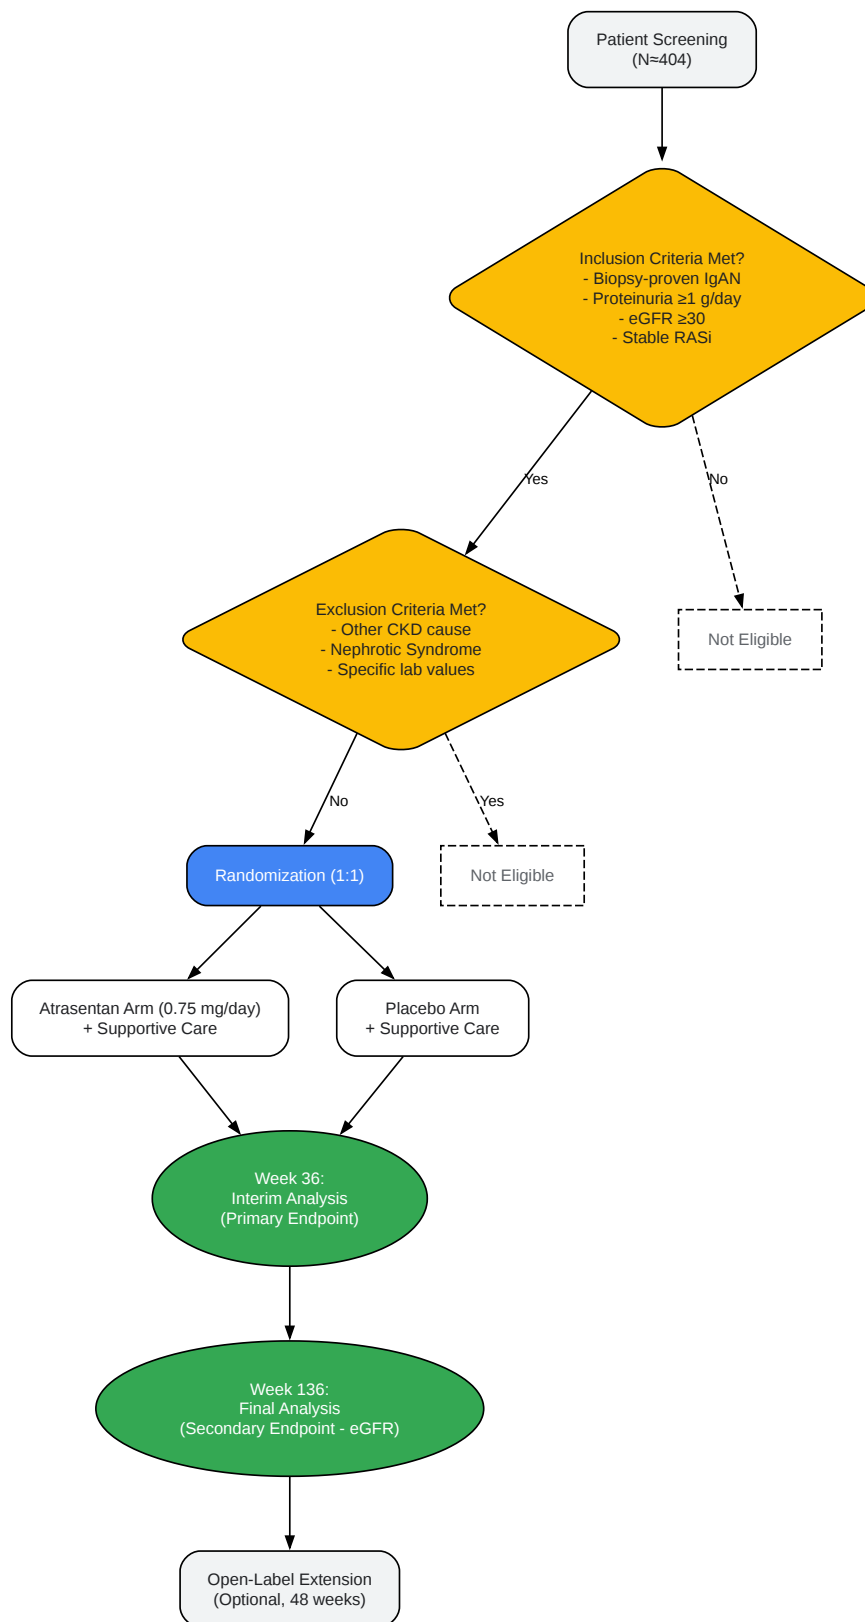 Patient Screening
(N≈404)
Inclusion Criteria Met?
- Biopsy-proven IgAN
- Proteinuria ≥1 g/day
- eGFR ≥30
- Stable RASi
Yes
No
Exclusion Criteria Met?
- Other CKD cause
- Nephrotic Syndrome
- Specific lab values
Not Eligible
No
Yes
Randomization (1:1)
Not Eligible
Atrasentan Arm (0.75 mg/day)
+ Supportive Care
Placebo Arm
+ Supportive Care
Week 36:
Interim Analysis
(Primary Endpoint)
Week 136:
Final Analysis
(Secondary Endpoint - eGFR)
Open-Label Extension
(Optional, 48 weeks)